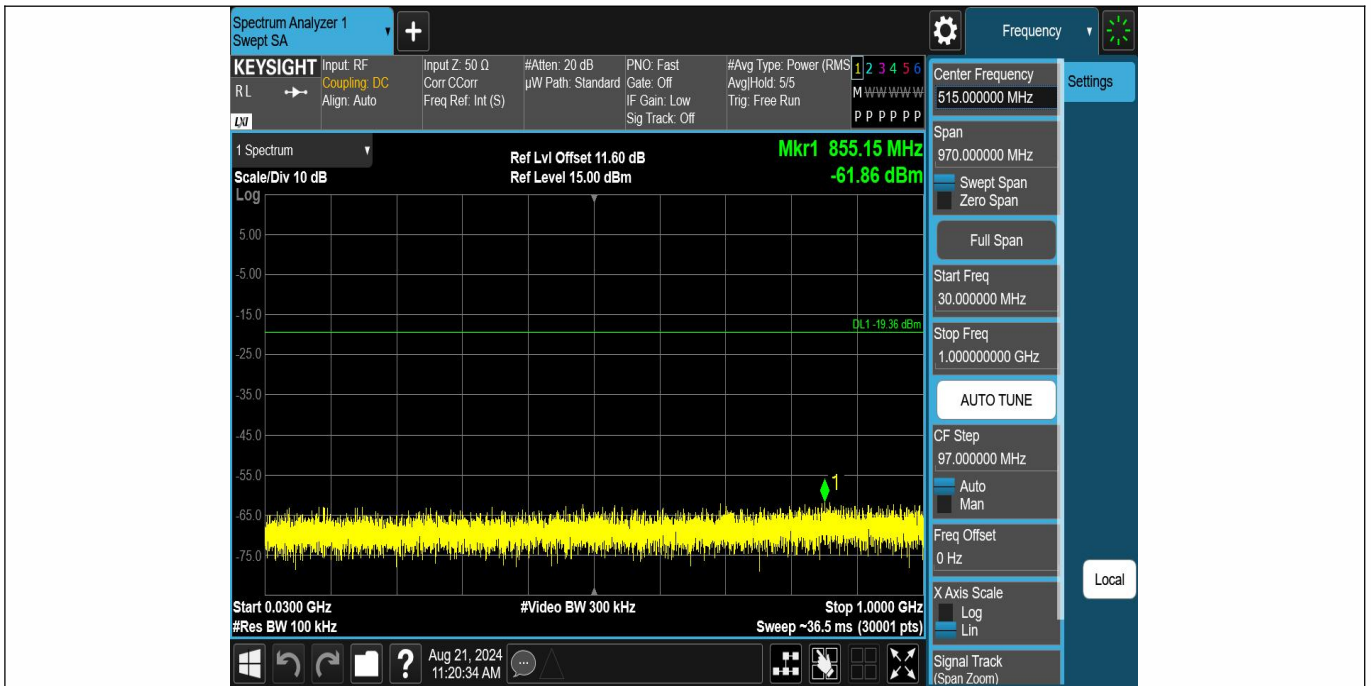 Spectrum Analyzer 1
Swept SA
Frequency
KEYSIGHT
RL
LXI
Input: RF
Coupling: DC
Align: Auto
Input Z: 50 Ω
Corr CCorr
Freq Ref: Int (S)
#Atten: 20 dB
µW Path: Standard
PNO: Fast
Gate: Off
IF Gain: Low
Sig Track: Off
#Avg Type: Power (RMS
Avg|Hold: 5/5
Trig: Free Run
1 2 3 4 5 6
M W W W W W
P P P P P P
1 Spectrum
Scale/Div 10 dB
Log
Ref Lvl Offset 11.60 dB
Ref Level 15.00 dBm
Mkr1 855.15 MHz
-61.86 dBm
5.00
-5.00
-15.0
DL1 -19.36 dBm
-25.0
-35.0
-45.0
-55.0
1
-65.0
-75.0
Start 0.0300 GHz
#Res BW 100 kHz
#Video BW 300 kHz
Stop 1.0000 GHz
Sweep ~36.5 ms (30001 pts)
?
Aug 21, 2024
11:20:34 AM
Center Frequency
515.000000 MHz
Settings
Span
970.000000 MHz
Swept Span
Zero Span
Full Span
Start Freq
30.000000 MHz
Stop Freq
1.000000000 GHz
AUTO TUNE
CF Step
97.000000 MHz
Auto
Man
Freq Offset
0 Hz
Local
X Axis Scale
Log
Lin
Signal Track
(Span Zoom)